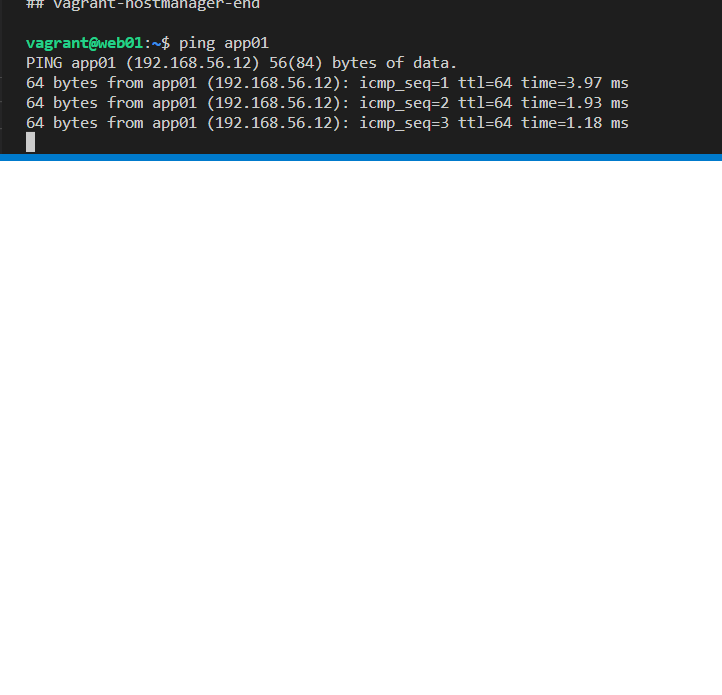 ## vagrant-hostmanager-end
vagrant@web01:~$ ping app01
PING app01 (192.168.56.12) 56(84) bytes of data.
64 bytes from app01 (192.168.56.12): icmp_seq=1 ttl=64 time=3.97 ms
64 bytes from app01 (192.168.56.12): icmp_seq=2 ttl=64 time=1.93 ms
64 bytes from app01 (192.168.56.12): icmp_seq=3 ttl=64 time=1.18 ms